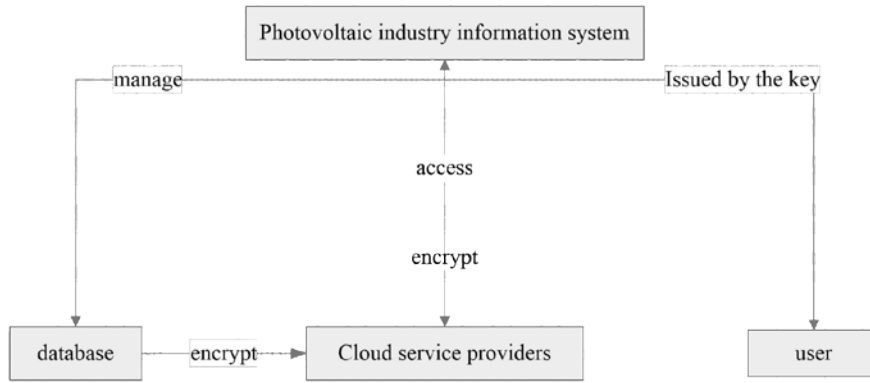 Photovoltaic industry information system
manage
Issued by the key
access
encrypt
database
encrypt
Cloud service providers
user